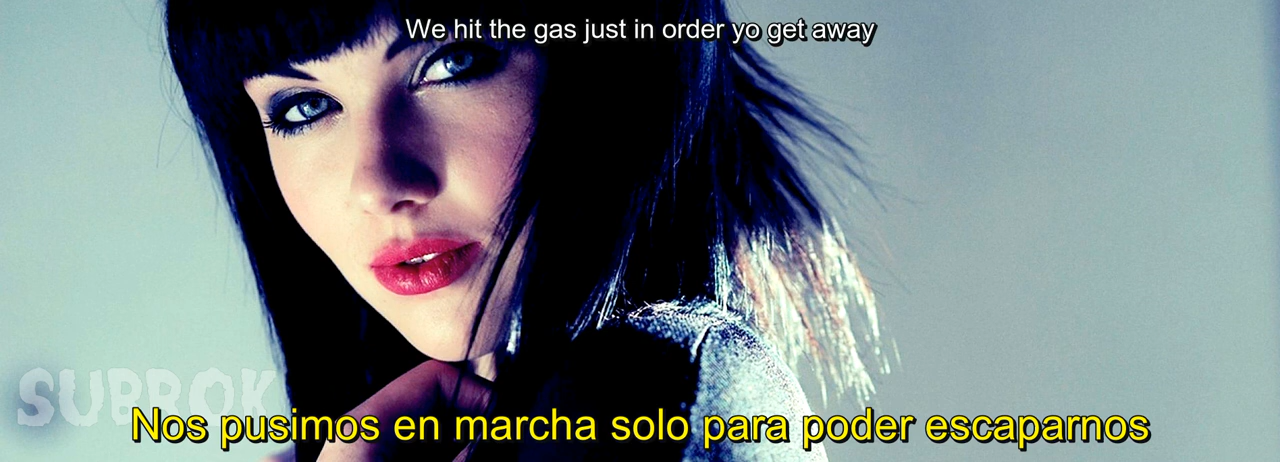 We hit the gas just in order yo get away
SUBROK
Nos pusimos en marcha solo para poder escaparnos